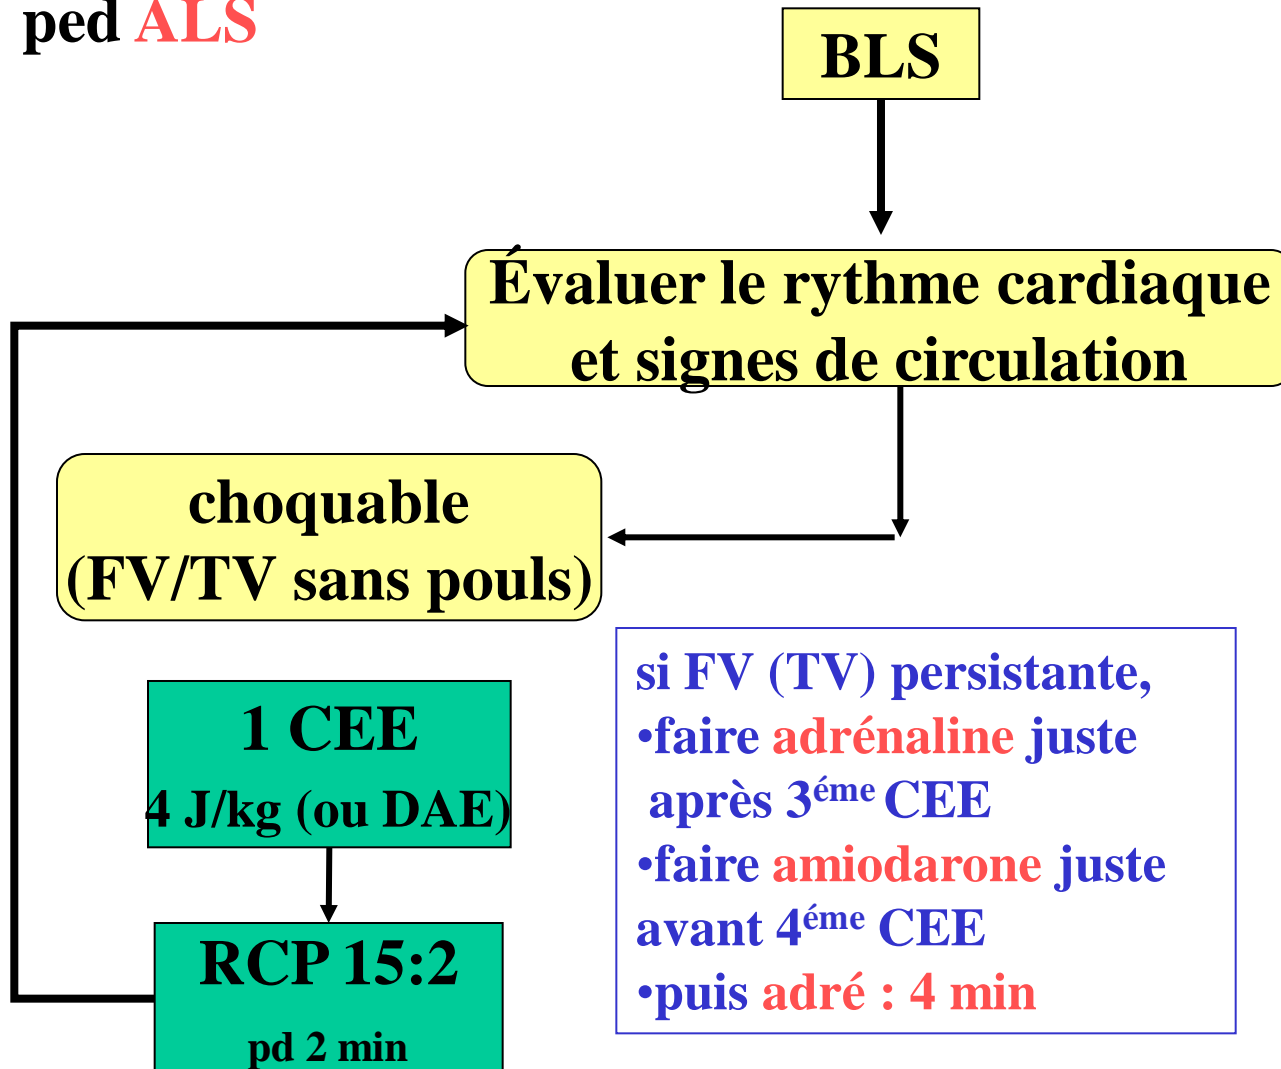 ped ALS
BLS
Évaluer le rythme cardiaque
et signes de circulation
choquable
(FV/TV sans pouls)
1 CEE
4 J/kg (ou DAE)
RCP 15:2
pd 2 min
si FV (TV) persistante,
•faire adrénaline juste
après 3éme CEE
•faire amiodarone juste
avant 4éme CEE
•puis adré : 4 min